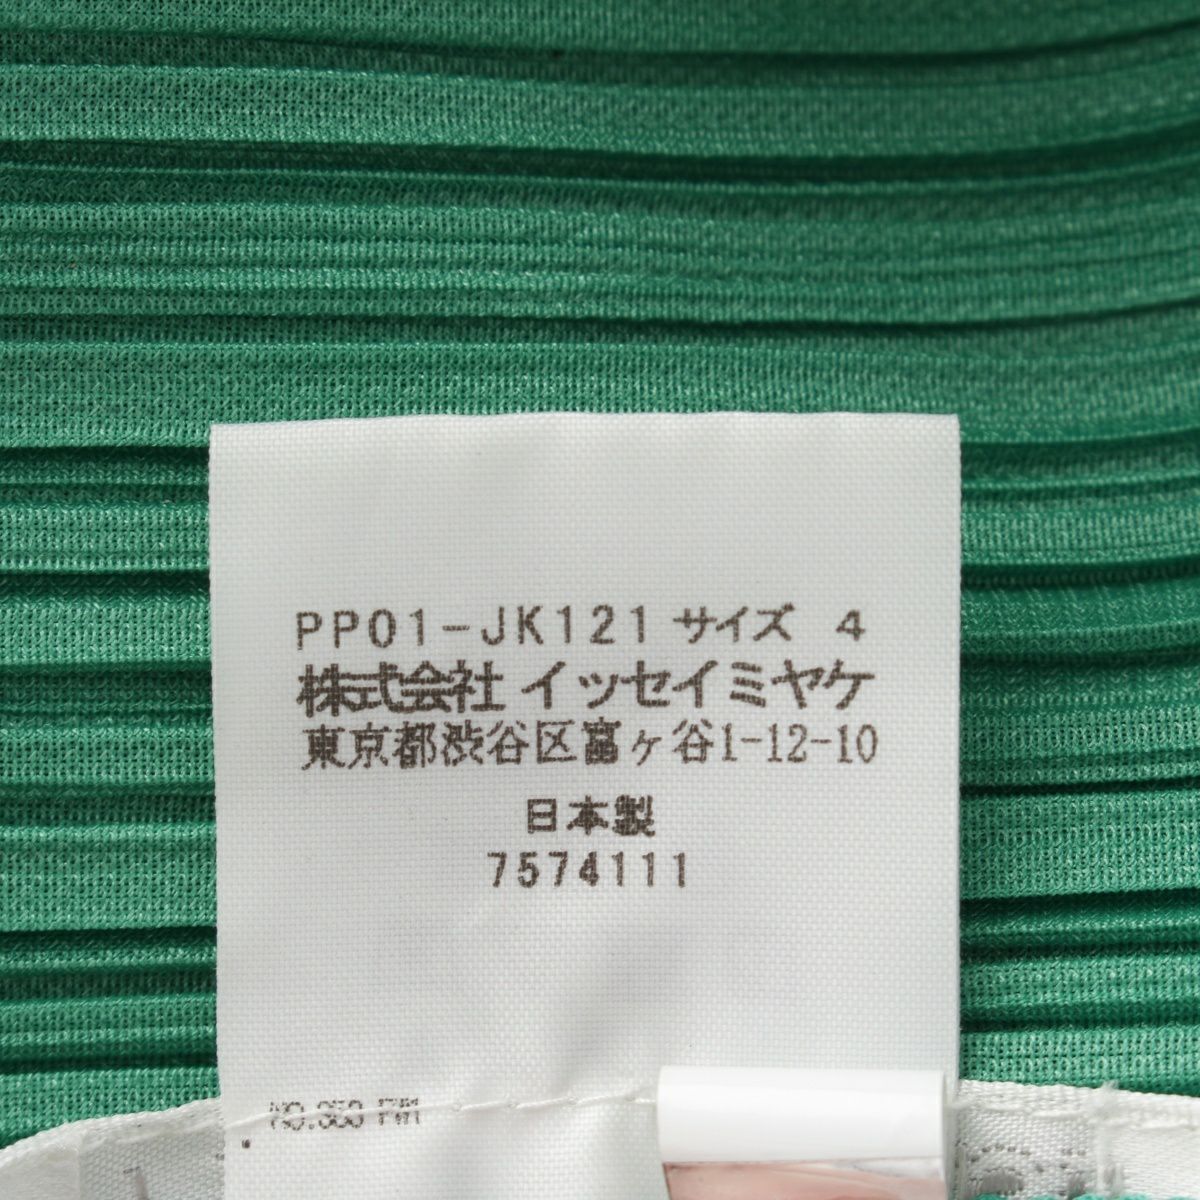 PP01-JK121 サイズ 4
株式会社 イッセイミヤケ
東京都渋谷区富ヶ谷1-12-10
日本製
7574111